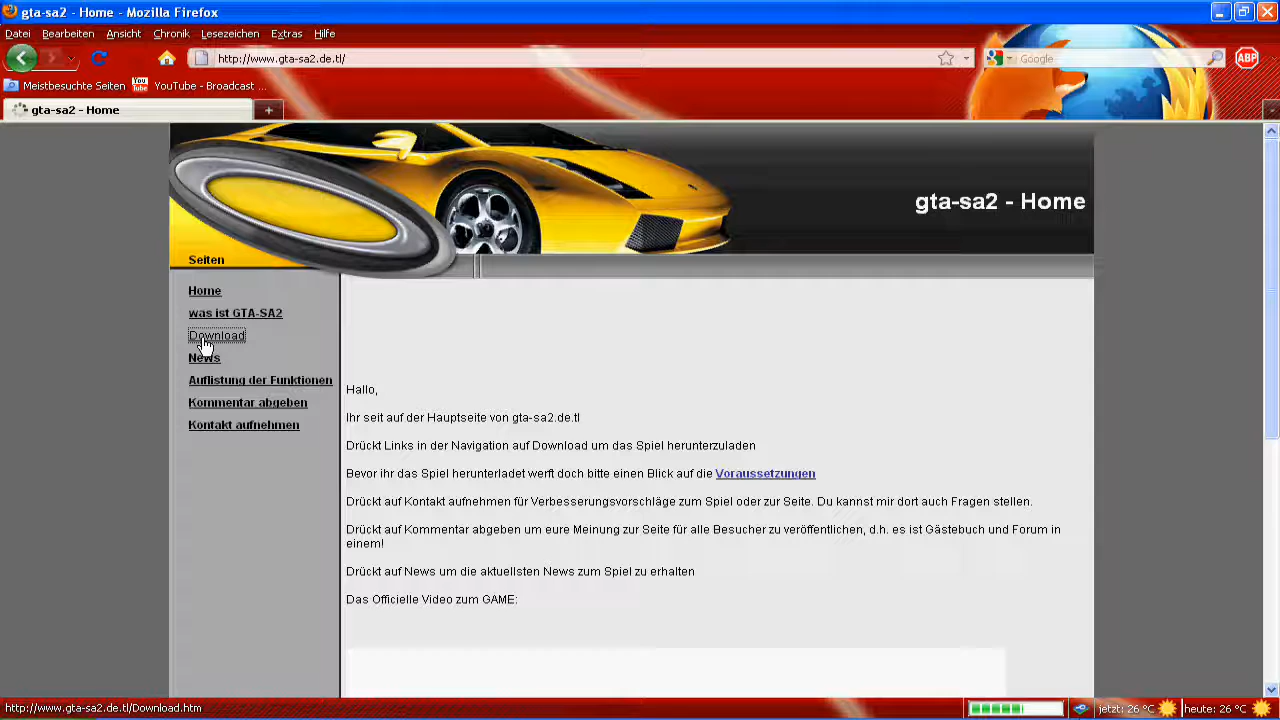 gta-sa2 - Home - Mozilla Firefox
Datei Bearbeiten Ansicht Chronik Lesezeichen Extras Hilfe
http://www.gta-sa2.de.tl/
Google
ABP
Meistbesuchte Seiten You Tube YouTube - Broadcast ...
gta-sa2 - Home
gta-sa2 - Home
Seiten
Home
was ist GTA-SA2
Download
News
Auflistung der Funktionen
Kommentar abgeben
Kontakt aufnehmen
Hallo,
Ihr seit auf der Hauptseite von gta-sa2.de.tl
Drückt Links in der Navigation auf Download um das Spiel herunterzuladen
Bevor ihr das Spiel herunterladet werft doch bitte einen Blick auf die Voraussetzungen
Drückt auf Kontakt aufnehmen für Verbesserungsvorschläge zum Spiel oder zur Seite. Du kannst mir dort auch Fragen stellen.
Drückt auf Kommentar abgeben um eure Meinung zur Seite für alle Besucher zu veröffentlichen, d.h. es ist Gästebuch und Forum in
einem!
Drückt auf News um die aktuellsten News zum Spiel zu erhalten
Das Officielle Video zum GAME:
http://www.gta-sa2.de.tl/Download.htm
jetzt: 26 °C heute: 26 °C